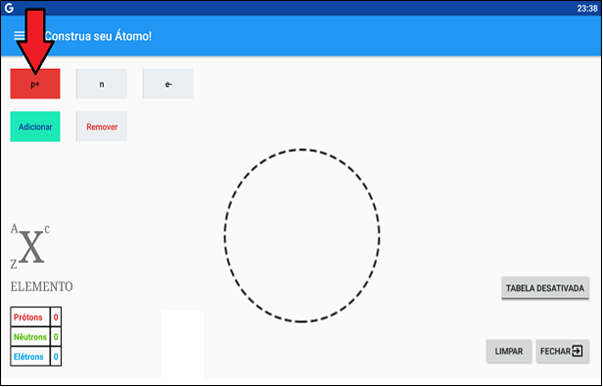 G 23:38
Construa seu Átomo!
p+ n e-
Adicionar Remover
A X c
Z
ELEMENTO
TABELA DESATIVADA
Prótons 0
Nêutrons 0
Elétrons 0
LIMPAR FECHAR